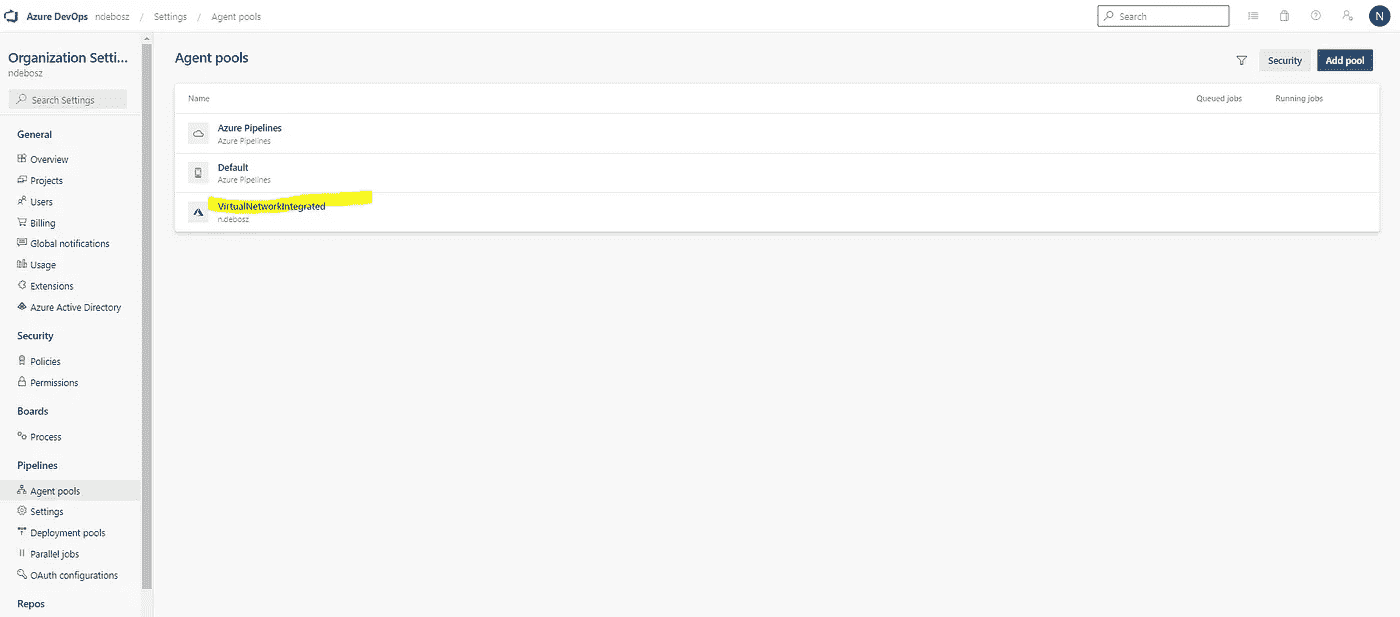 Azure DevOps ndebosz / Settings / Agent pools
Search
N
Organization Setti...
ndebosz
Search Settings
General
Overview
Projects
Users
Billing
Global notifications
Usage
Extensions
Azure Active Directory
Security
Policies
Permissions
Boards
Process
Pipelines
Agent pools
Settings
Deployment pools
Parallel jobs
OAuth configurations
Repos
Agent pools
Security
Add pool
Name Queued jobs Running jobs
Azure Pipelines
Azure Pipelines
Default
Azure Pipelines
VirtualNetworkIntegrated
n.debosz